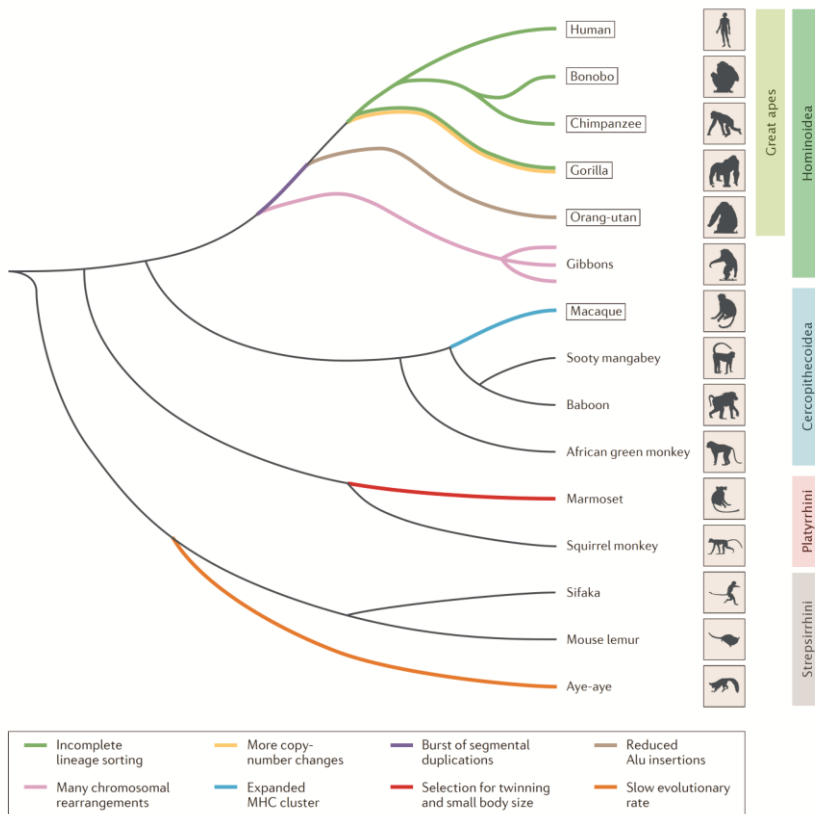 Human
Bonobo
Chimpanzee
Gorilla
Orang-utan
Gibbons
Macaque
Sooty mangabey
Baboon
African green monkey
Marmoset
Squirrel monkey
Sifaka
Mouse lemur
Aye-aye
Great apes
Hominoidea
Cercopithecoidea
Platyrrhini
Strepsirrhini
Incomplete
lineage sorting
More copy-
number changes
Burst of segmental
duplications
Reduced
Alu insertions
Many chromosomal
rearrangements
Expanded
MHC cluster
Selection for twinning
and small body size
Slow evolutionary
rate